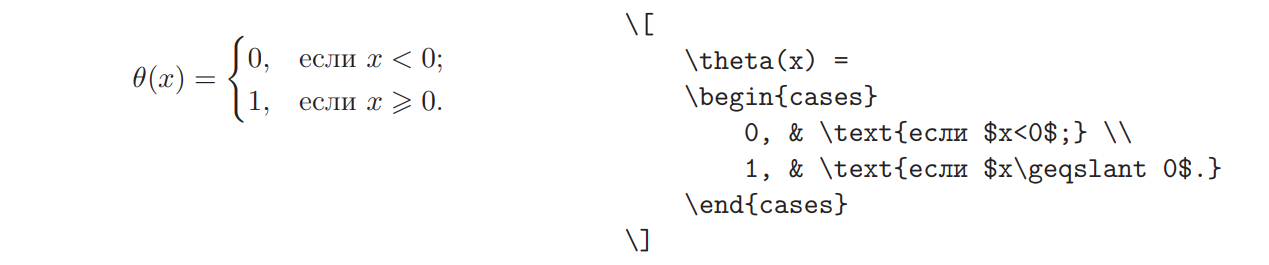 θ(x) = {0, если x < 0;
1, если x ⩾ 0.
\[
\theta(x) =
\begin{cases}
0, & \text{если $x<0$;} \\
1, & \text{если $x\geqslant 0$.}
\end{cases}
\]